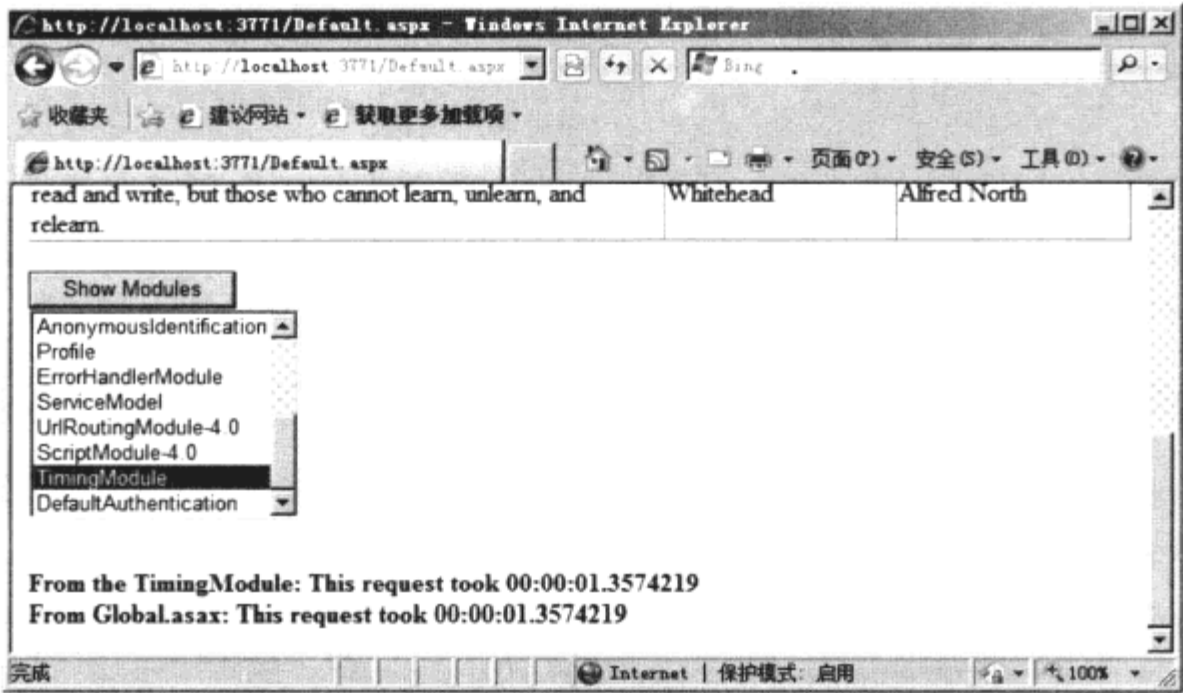 http://localhost:3771/Default.aspx - Windows Internet Explorer
http://localhost:3771/Default.aspx
Bing
收藏夹 建议网站 获取更多加载项
http://localhost:3771/Default.aspx 页面(P) 安全(S) 工具(O)
read and write, but those who cannot learn, unlearn, and Whitehead Alfred North
relearn.
Show Modules
AnonymousIdentification
Profile
ErrorHandlerModule
ServiceModel
UrlRoutingModule-4.0
ScriptModule-4.0
TimingModule
DefaultAuthentication
From the TimingModule: This request took 00:00:01.3574219
From Global.asax: This request took 00:00:01.3574219
完成 Internet | 保护模式: 启用 100%